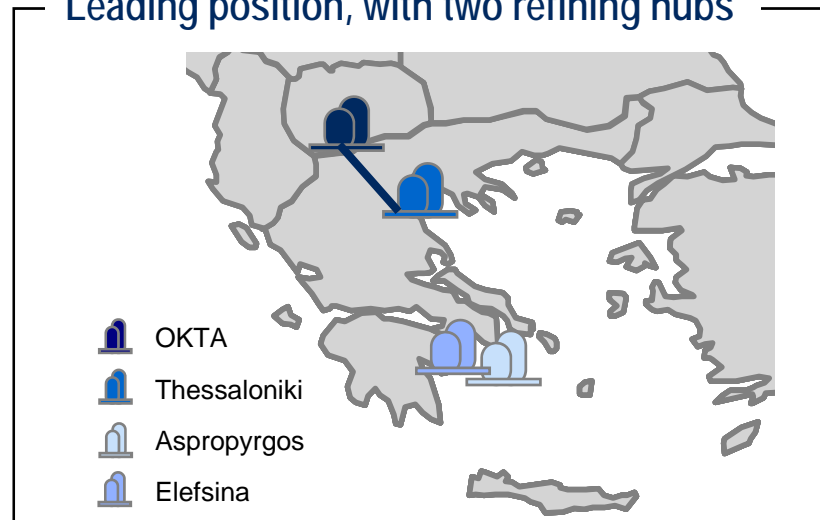 Leading position, with two refining hubs
OKTA
Thessaloniki
Aspropyrgos
Elefsina